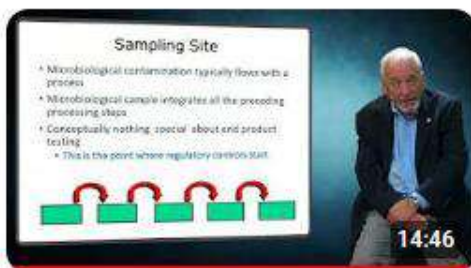 Sampling Site
• Microbiological contamination typically flows with a
process
• Microbiological sample integrates all the preceding
processing steps
• Conceptually nothing special about end product
testing
• This is the point where regulatory controls start
14:46